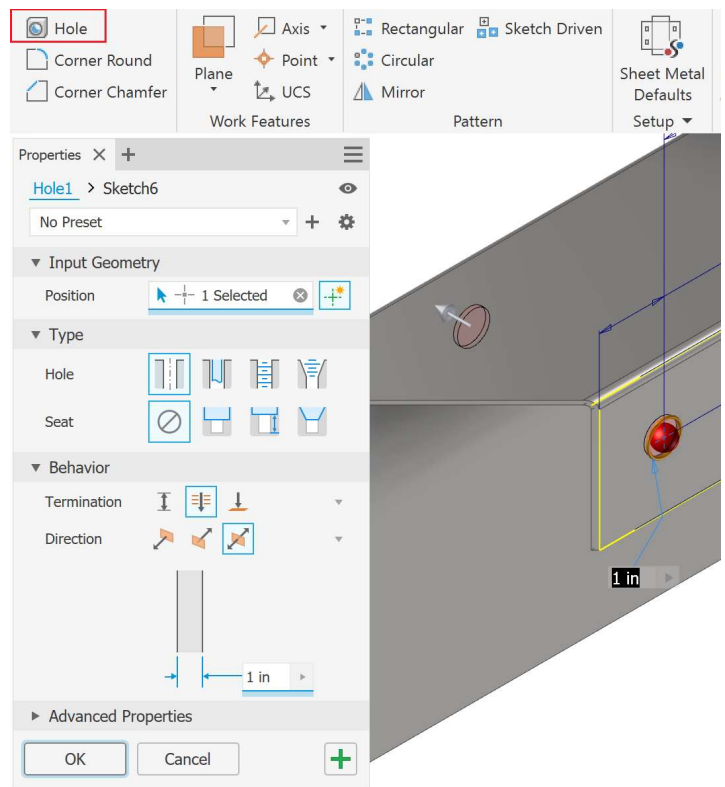 Hole
Corner Round
Corner Chamfer
Plane
Axis
Point
UCS
Work Features
Rectangular
Sketch Driven
Circular
Mirror
Pattern
Sheet Metal
Defaults
Setup
Properties
Hole1 > Sketch6
No Preset
Input Geometry
Position
1 Selected
Type
Hole
Seat
Behavior
Termination
Direction
1 in
Advanced Properties
OK
Cancel
1 in